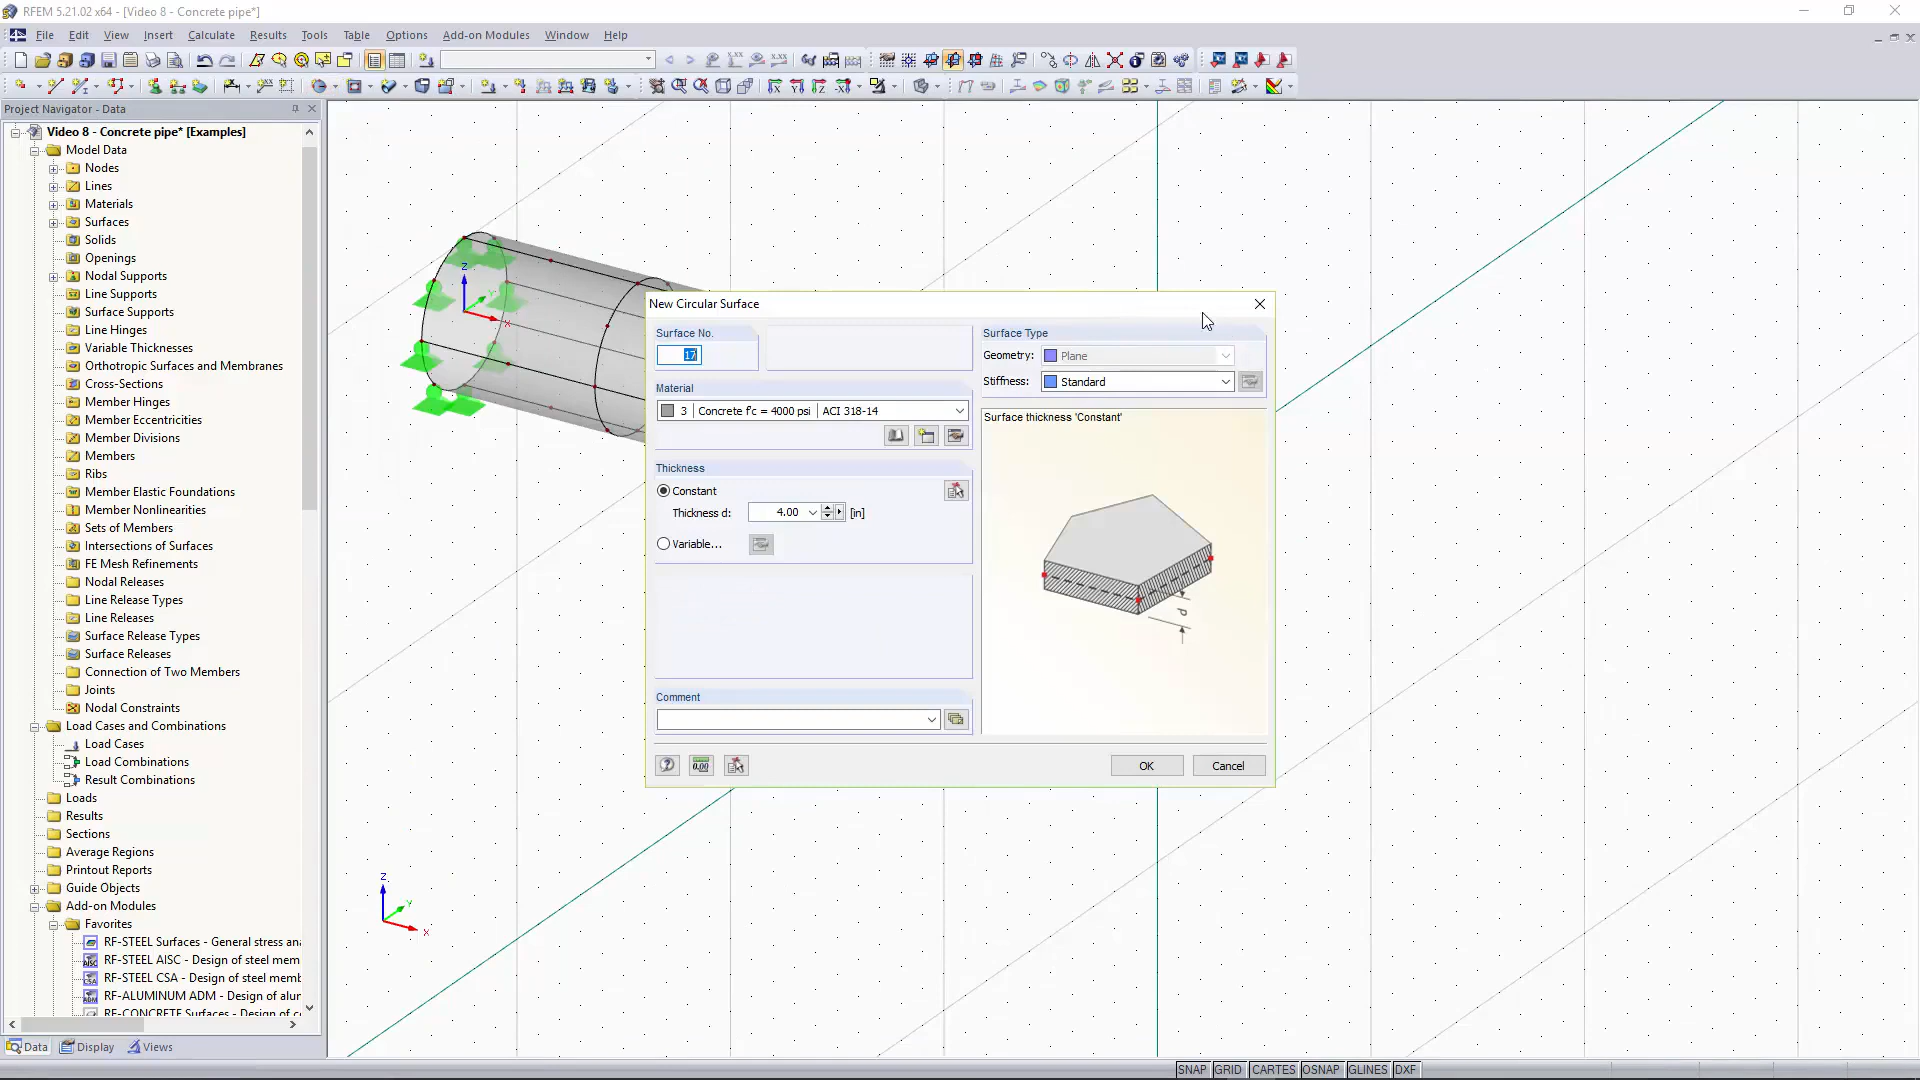 RFEM 5.21.02 x64 - [Video 8 - Concrete pipe*]
File Edit View Insert Calculate Results Tools Table Options Add-on Modules Window Help
Project Navigator - Data
Video 8 - Concrete pipe* [Examples]
Model Data
Nodes
Lines
Materials
Surfaces
Solids
Openings
Nodal Supports
Line Supports
Surface Supports
Line Hinges
Variable Thicknesses
Orthotropic Surfaces and Membranes
Cross-Sections
Member Hinges
Member Eccentricities
Member Divisions
Members
Ribs
Member Elastic Foundations
Member Nonlinearities
Sets of Members
Intersections of Surfaces
FE Mesh Refinements
Nodal Releases
Line Release Types
Line Releases
Surface Release Types
Surface Releases
Connection of Two Members
Joints
Nodal Constraints
Load Cases and Combinations
Load Cases
Load Combinations
Result Combinations
Loads
Results
Sections
Average Regions
Printout Reports
Guide Objects
Add-on Modules
Favorites
RF-STEEL Surfaces - General stress an
RF-STEEL AISC - Design of steel mem
RF-STEEL CSA - Design of steel memb
RF-ALUMINUM ADM - Design of alur
RF-CONCRETE Surfaces - Design of c
Data Display Views
Z
X
Z
Y
X
New Circular Surface
Surface No.
17
Material
3 Concrete f'c = 4000 psi ACI 318-14
Thickness
Constant
Thickness d: 4.00 [in]
Variable...
Comment
Surface Type
Geometry: Plane
Stiffness: Standard
Surface thickness 'Constant'
d
0.00
OK Cancel
SNAP GRID CARTES OSNAP GLINES DXF